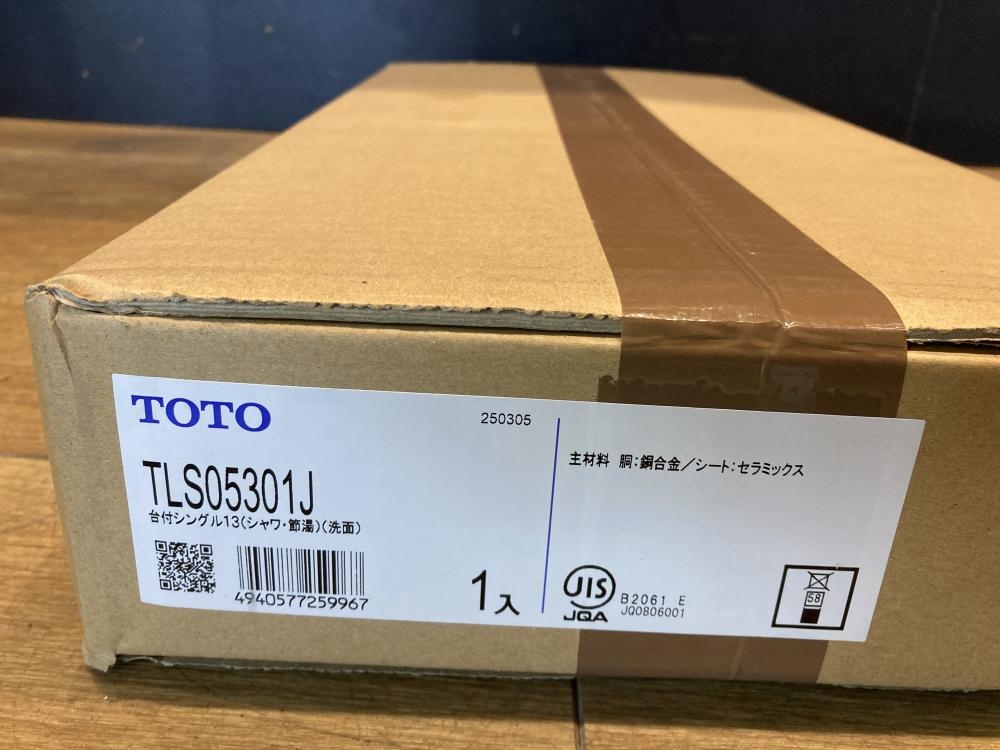 TOTO
250305
TLS05301J
台付シングル13(シャワ・節湯)(洗面)
4940577259967
1入
主材料 胴:銅合金/シート:セラミックス
JIS
JQA
B2061 E
JQ0806001
58